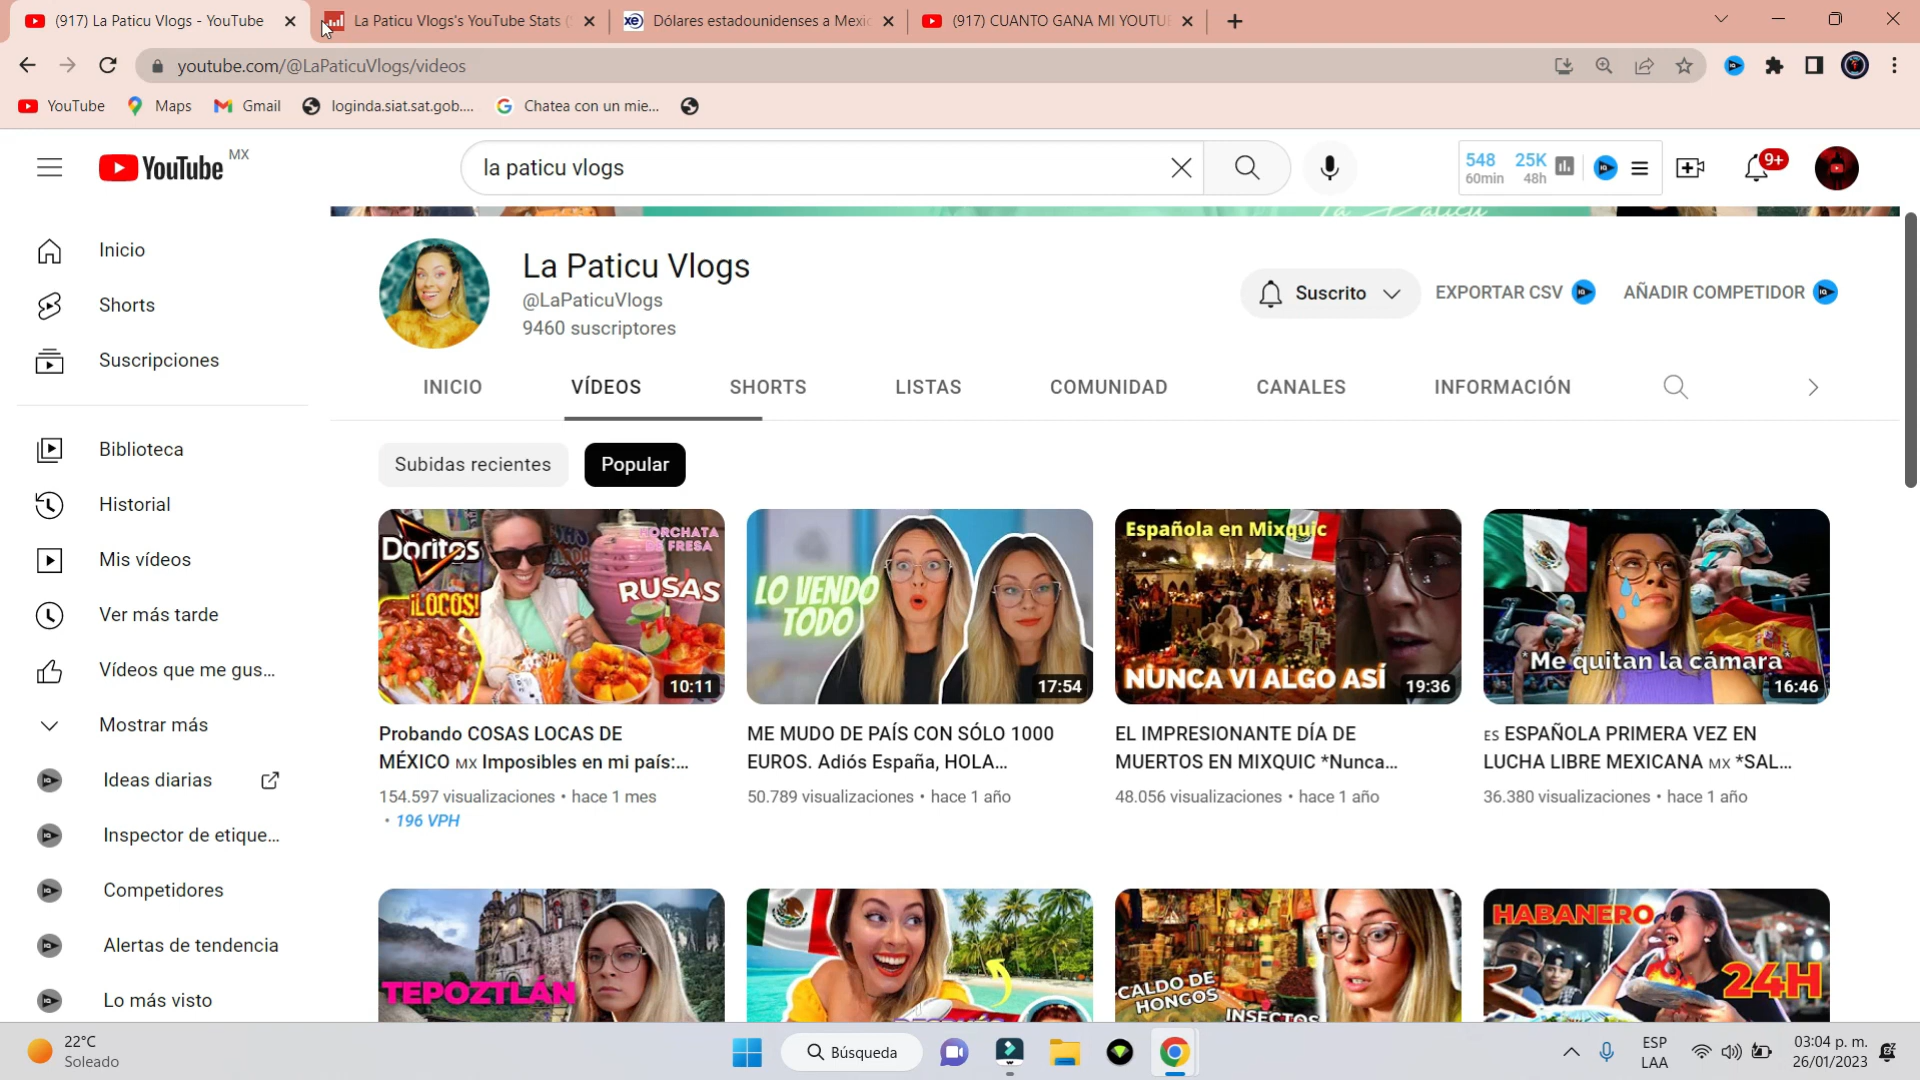 (917) La Paticu Vlogs - YouTube
La Paticu Vlogs's YouTube Stats (
xe Dólares estadounidenses a Mexic
(917) CUANTO GANA MI YOUTU
youtube.com/@LaPaticuVlogs/videos
YouTube
Maps
Gmail
loginda.siat.sat.gob....
Chatea con un mie...
YouTube MX
la paticu vlogs
548 60min
25K 48h
9+
La Paticu
Inicio
Shorts
Suscripciones
Biblioteca
Historial
Mis vídeos
Ver más tarde
Vídeos que me gus...
Mostrar más
Ideas diarias
Inspector de etique...
Competidores
Alertas de tendencia
Lo más visto
La Paticu Vlogs
@LaPaticuVlogs
9460 suscriptores
Suscrito
EXPORTAR CSV
AÑADIR COMPETIDOR
INICIO
VÍDEOS
SHORTS
LISTAS
COMUNIDAD
CANALES
INFORMACIÓN
Subidas recientes
Popular
Doritos
¡LOCOS!
HORCHATA
DE FRESA
RUSAS
10:11
Probando COSAS LOCAS DE
MÉXICO MX Imposibles en mi país:...
154.597 visualizaciones • hace 1 mes
• 196 VPH
LO VENDO
TODO
17:54
ME MUDO DE PAÍS CON SÓLO 1000
EUROS. Adiós España, HOLA...
50.789 visualizaciones • hace 1 año
Española en Mixquic
NUNCA VI ALGO ASÍ
19:36
EL IMPRESIONANTE DÍA DE
MUERTOS EN MIXQUIC *Nunca...
48.056 visualizaciones • hace 1 año
*Me quitan la cámara*
16:46
ES ESPAÑOLA PRIMERA VEZ EN
LUCHA LIBRE MEXICANA MX *SAL...
36.380 visualizaciones • hace 1 año
TEPOZTLÁN
CALDO DE
HONGOS
INSECTOS
HABANERO
24H
22°C
Soleado
Búsqueda
ESP
LAA
03:04 p. m.
26/01/2023